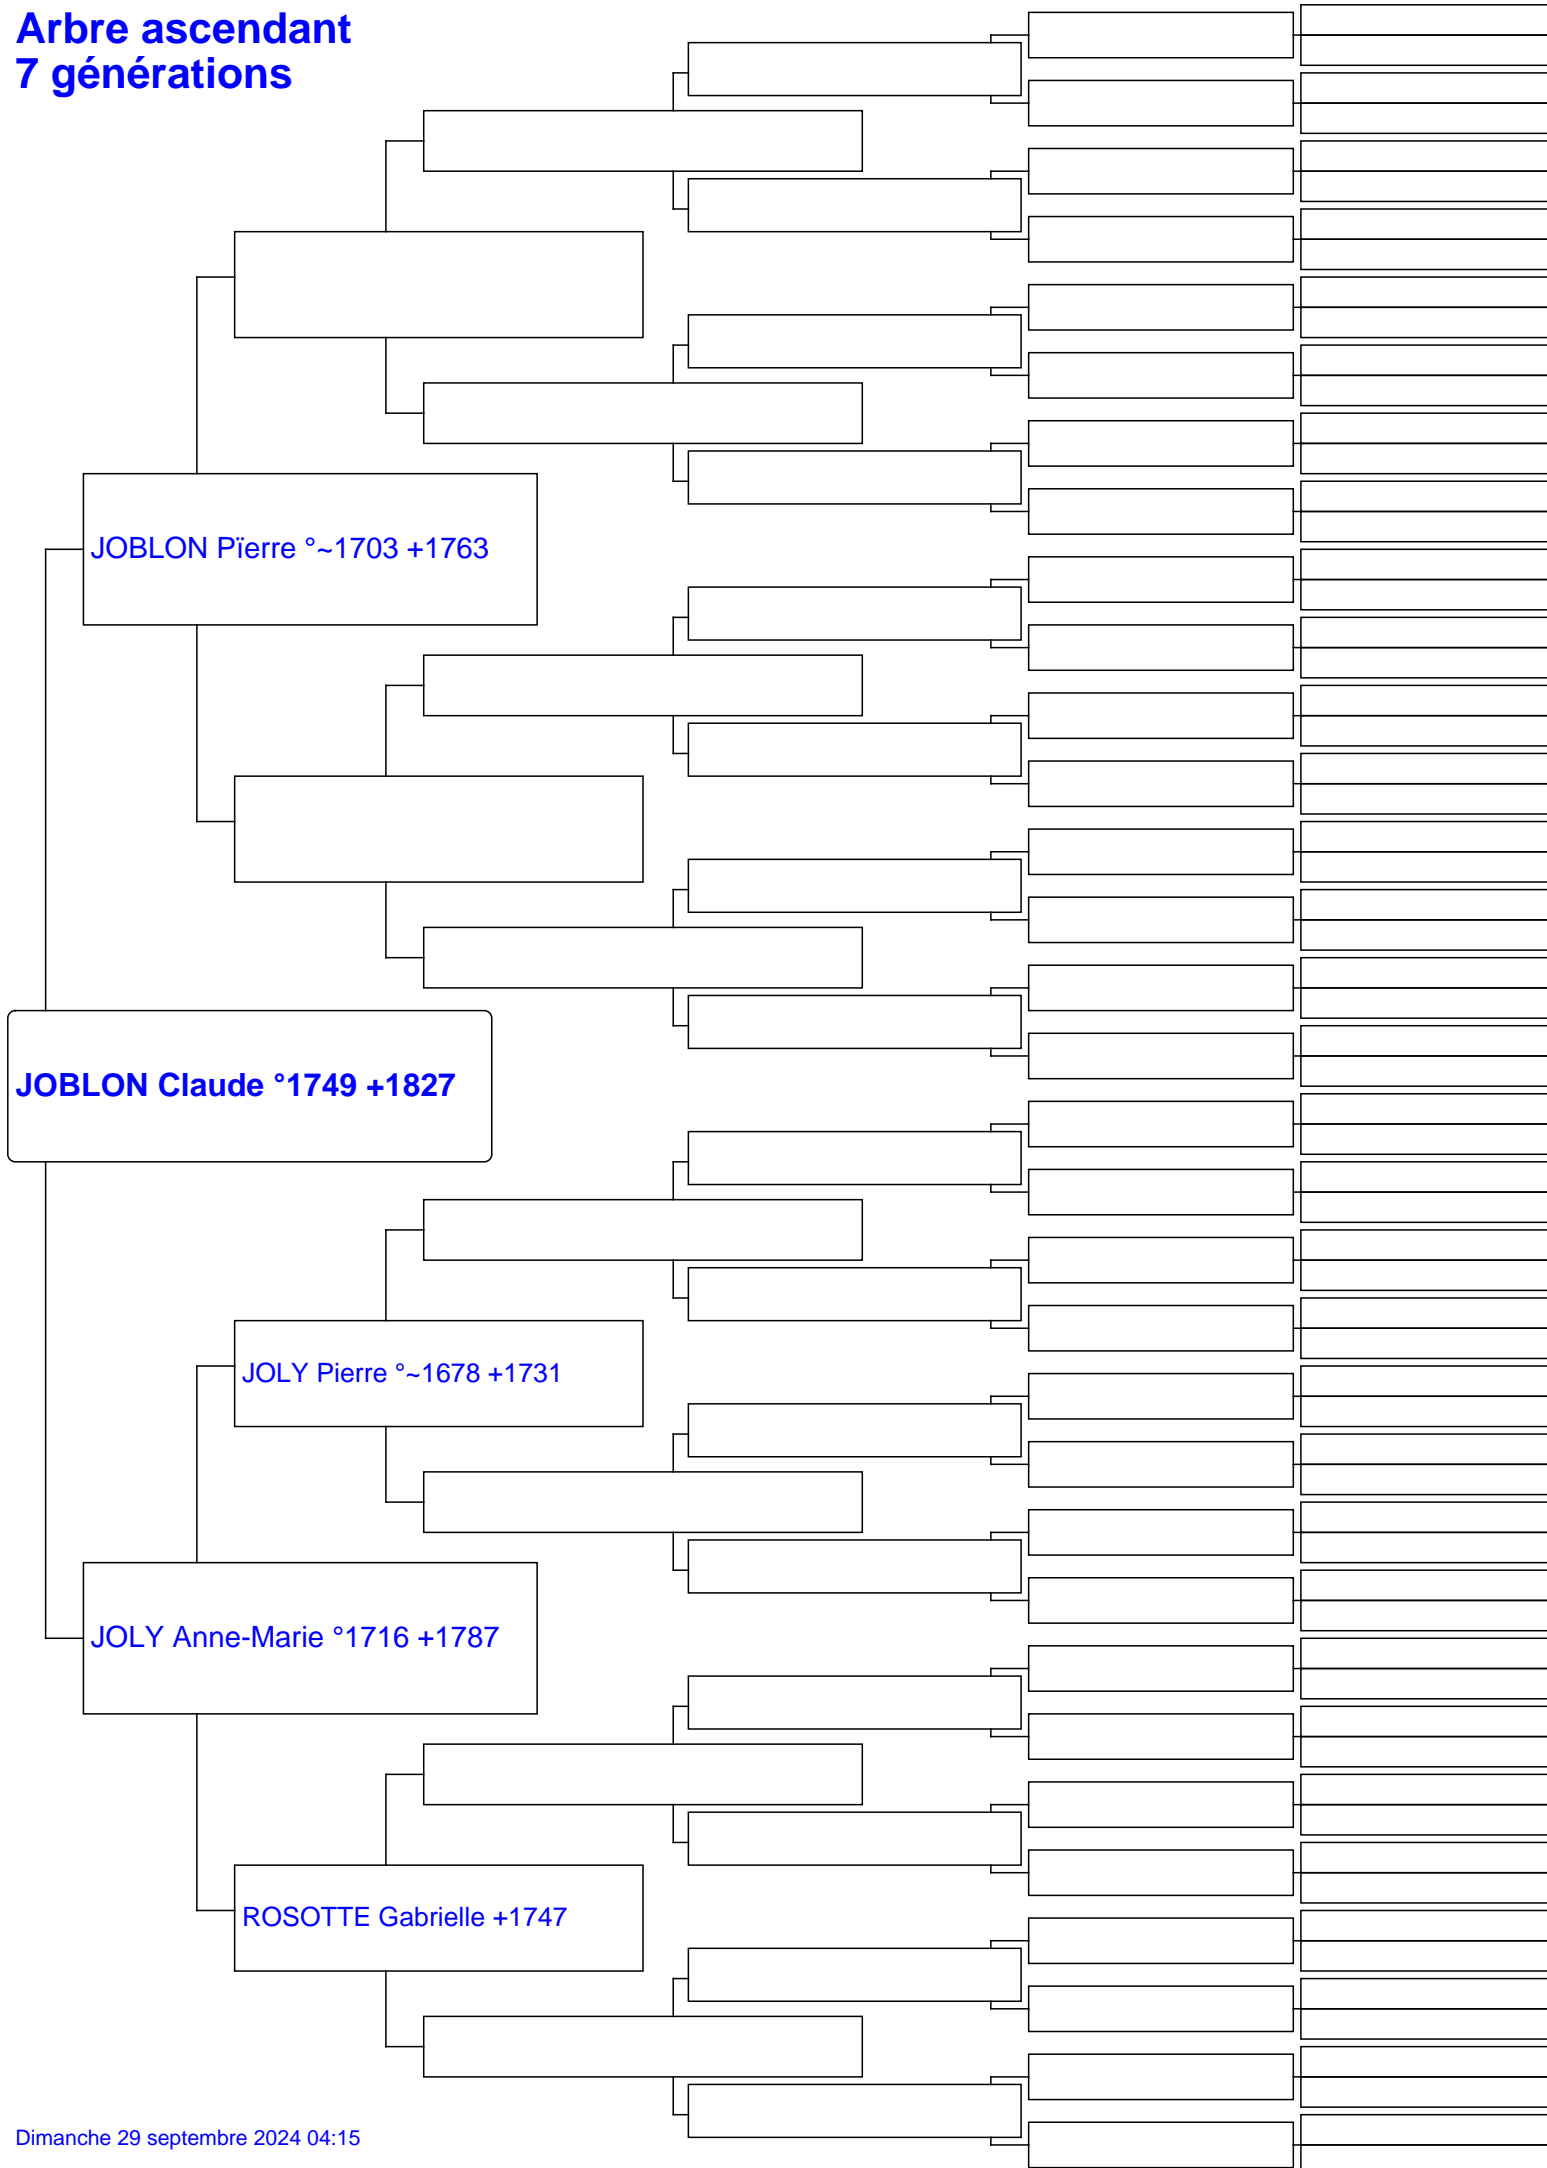 Arbre ascendant
7 générations
JOBLON Pïerre °~1703 +1763
JOBLON Claude °1749 +1827
JOLY Pierre °~1678 +1731
JOLY Anne-Marie °1716 +1787
ROSOTTE Gabrielle +1747
Dimanche 29 septembre 2024 04:15